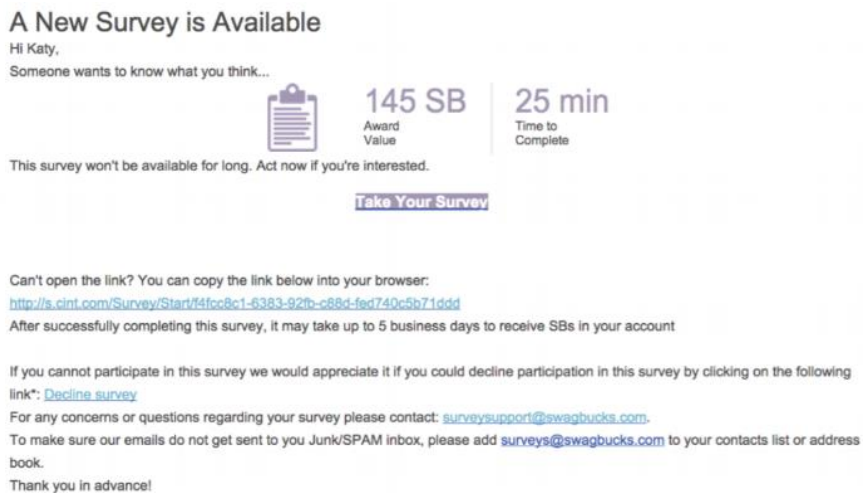 A New Survey is Available
Hi Katy,
Someone wants to know what you think...
145 SB
Award
Value
25 min
Time to
Complete
This survey won't be available for long. Act now if you're interested.
Take Your Survey
Can't open the link? You can copy the link below into your browser:
http://s.cint.com/Survey/Start/f4fcc8c1-6383-92fb-c88d-fed740c5b71ddd
After successfully completing this survey, it may take up to 5 business days to receive SBs in your account
If you cannot participate in this survey we would appreciate it if you could decline participation in this survey by clicking on the following
link*: Decline survey
For any concerns or questions regarding your survey please contact: surveysupport@swagbucks.com.
To make sure our emails do not get sent to you Junk/SPAM inbox, please add surveys@swagbucks.com to your contacts list or address
book.
Thank you in advance!